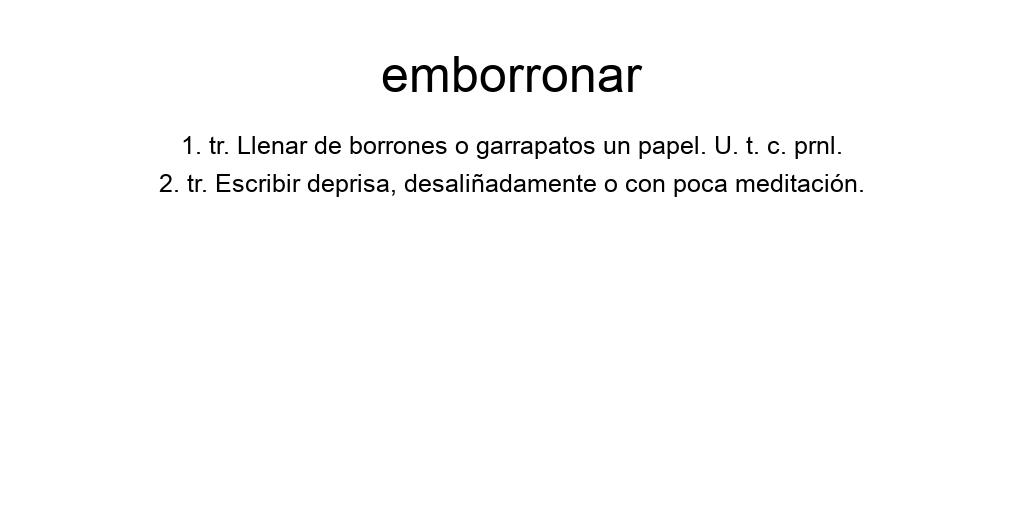 emborronar
1. tr. Llenar de borrones o garrapatos un papel. U. t. c. prnl.
2. tr. Escribir deprisa, desaliñadamente o con poca meditación.